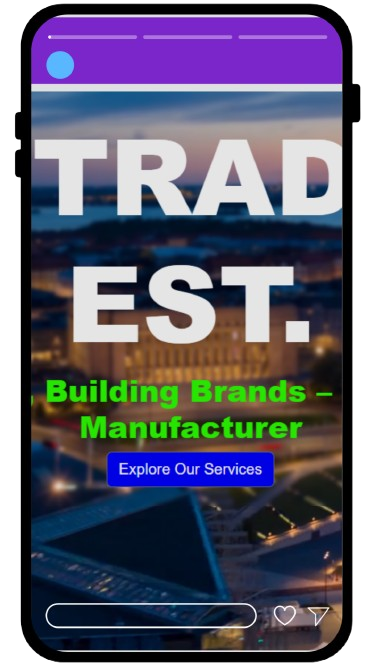 TRAD
EST.
, Building Brands –
Manufacturer
Explore Our Services